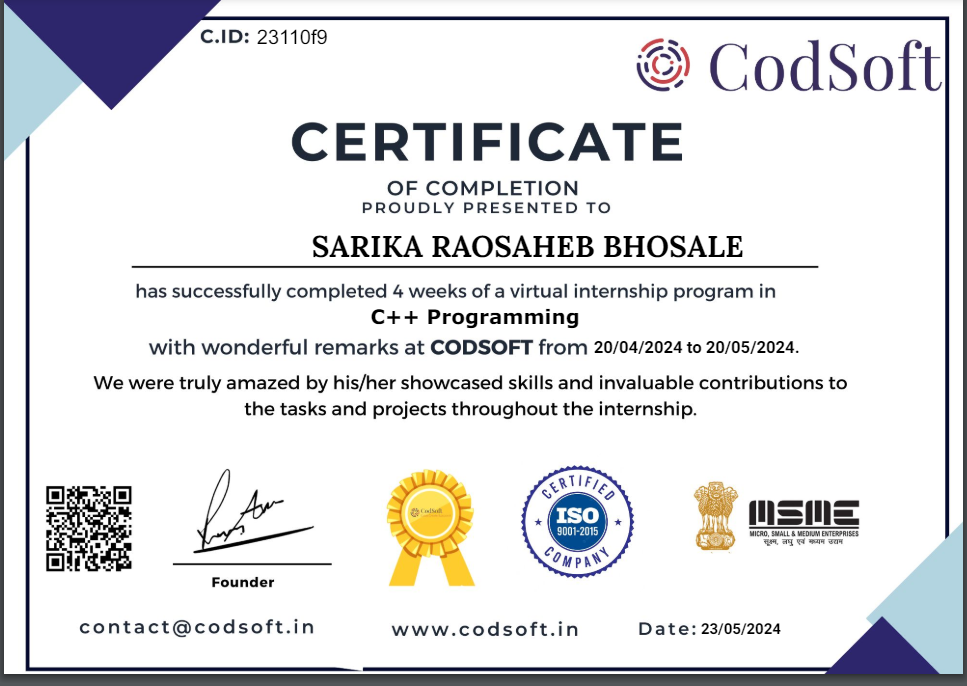 C.ID: 23110f9
CodSoft
CERTIFICATE
OF COMPLETION
PROUDLY PRESENTED TO
SARIKA RAOSAHEB BHOSALE
has successfully completed 4 weeks of a virtual internship program in
C++ Programming
with wonderful remarks at CODSOFT from 20/04/2024 to 20/05/2024.
We were truly amazed by his/her showcased skills and invaluable contributions to
the tasks and projects throughout the internship.
Founder
CodSoft
CERTIFIED
ISO
9001-2015
COMPANY
MSME
MICRO, SMALL & MEDIUM ENTERPRISES
सूक्ष्म, लघु एवं मध्यम उद्यम
contact@codsoft.in
www.codsoft.in
Date: 23/05/2024